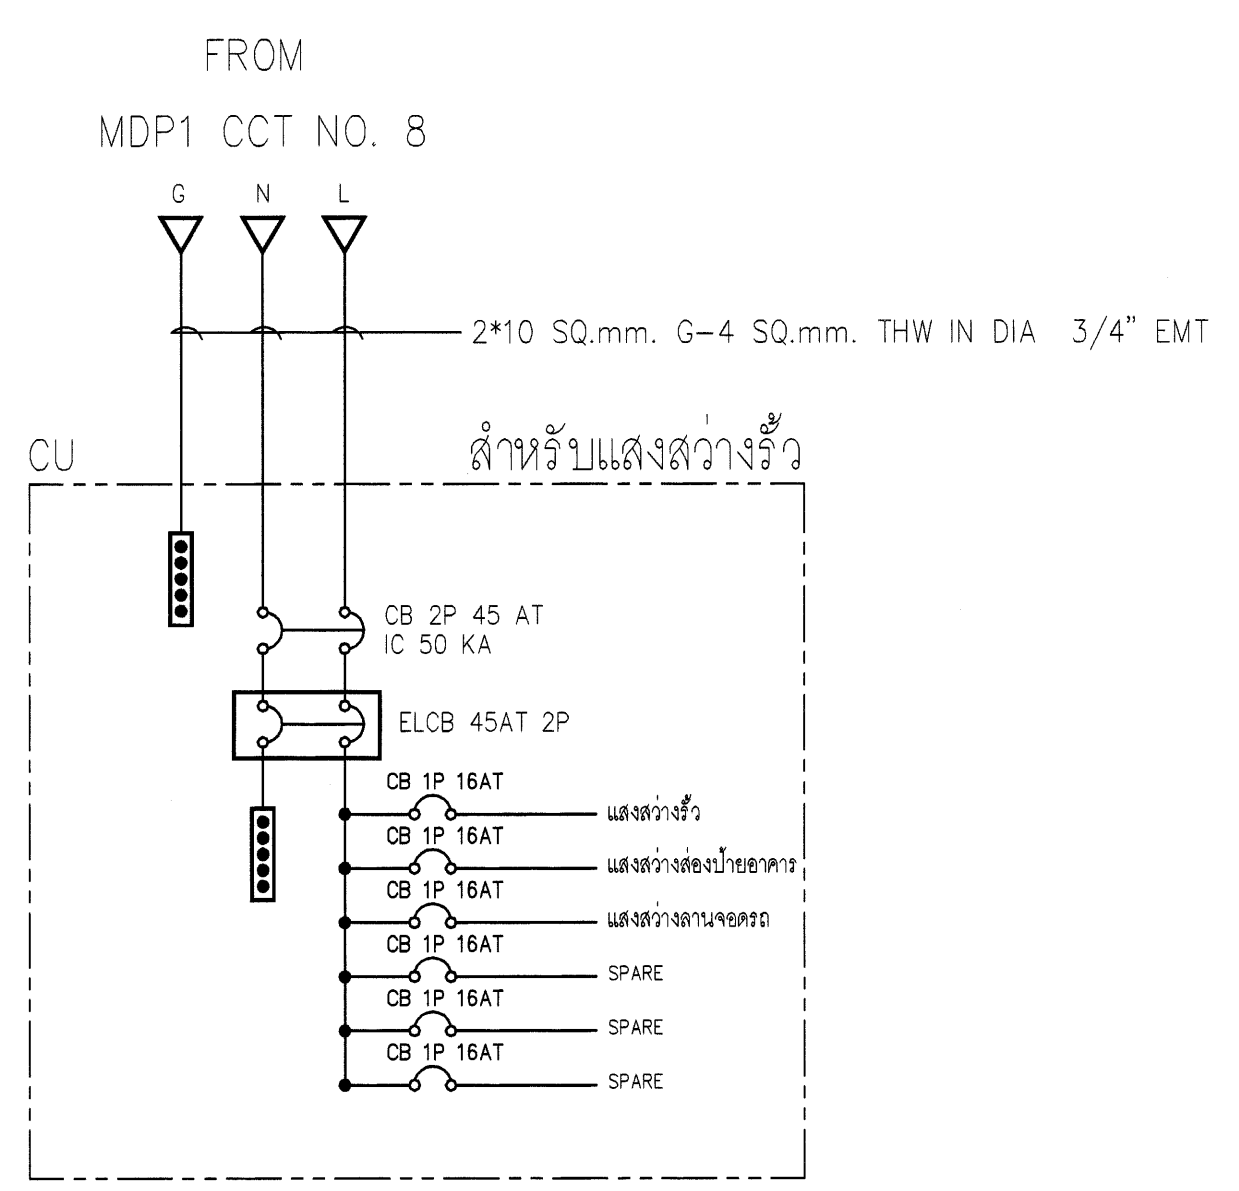 FROM
MDP1 CCT NO. 8
G N L
2*10 SQ.mm. G-4 SQ.mm. THW IN DIA 3/4" EMT
CU
สำหรับแสงสว่างรั้ว
CB 2P 45 AT
IC 50 KA
ELCB 45AT 2P
CB 1P 16AT
แสงสว่างรั้ว
CB 1P 16AT
แสงสว่างส่องป้ายอาคาร
CB 1P 16AT
แสงสว่างลานจอดรถ
CB 1P 16AT
SPARE
CB 1P 16AT
SPARE
CB 1P 16AT
SPARE